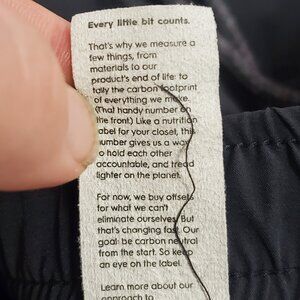 Every little bit counts.
That's why we measure a
few things, from
materials to our
product's end of life: to
tally the carbon footprint
of everything we make.
(That handy number on
the front.) Like a nutrition
label for your closet, this
number gives us a way
to hold each other
accountable, and tread
lighter on the planet.
For now, we buy offsets
for what we can't
eliminate ourselves. But
that's changing fast. Our
goal: be carbon neutral
from the start. So keep
an eye on the label.
Learn more about our
approach to